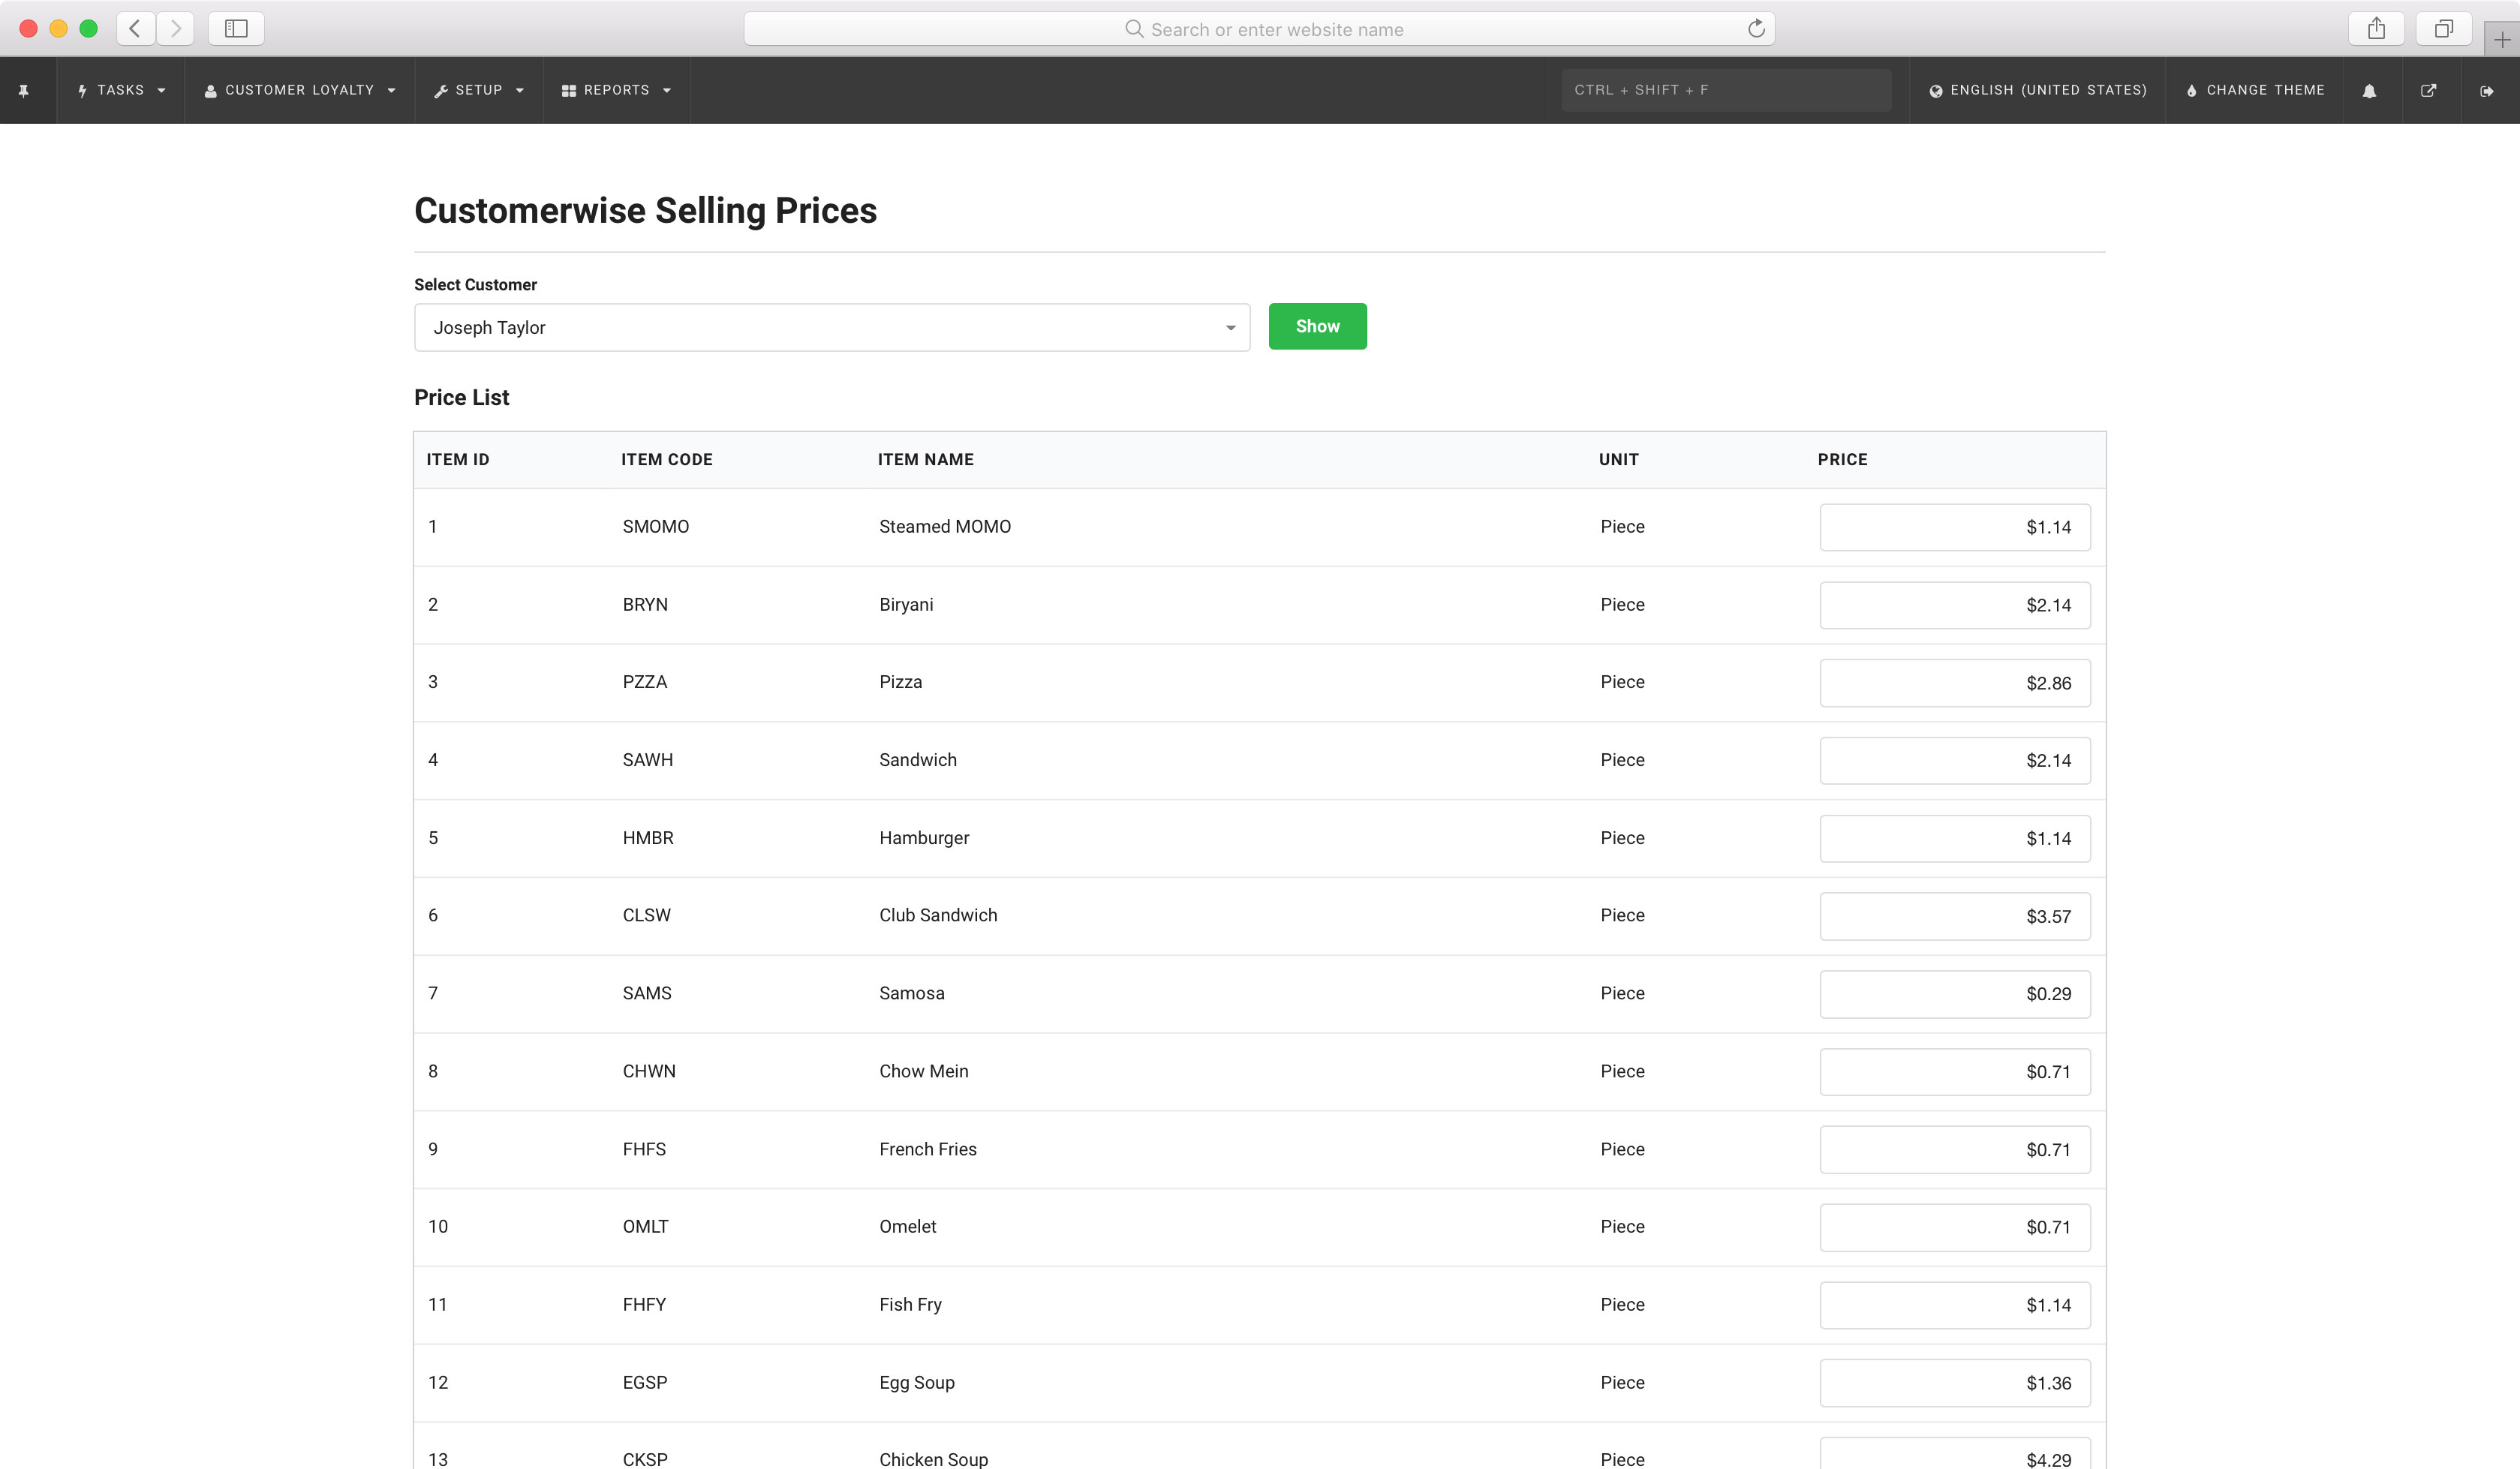 Search or enter website name
TASKS CUSTOMER LOYALTY SETUP REPORTS CTRL + SHIFT + F ENGLISH (UNITED STATES) CHANGE THEME
Customerwise Selling Prices
Select Customer
Joseph Taylor Show
Price List
ITEM ID ITEM CODE ITEM NAME UNIT PRICE
1 SMOMO Steamed MOMO Piece $1.14
2 BRYN Biryani Piece $2.14
3 PZZA Pizza Piece $2.86
4 SAWH Sandwich Piece $2.14
5 HMBR Hamburger Piece $1.14
6 CLSW Club Sandwich Piece $3.57
7 SAMS Samosa Piece $0.29
8 CHWN Chow Mein Piece $0.71
9 FHFS French Fries Piece $0.71
10 OMLT Omelet Piece $0.71
11 FHFY Fish Fry Piece $1.14
12 EGSP Egg Soup Piece $1.36
13 CKSP Chicken Soup Piece $4.29